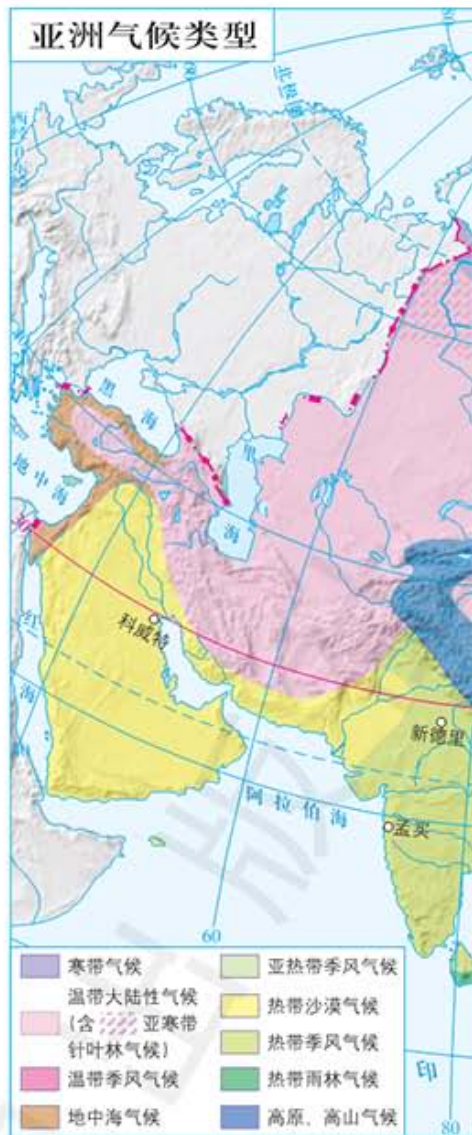 亚洲气候类型
80
60
北极圈
黑海
里海
地中海
30
科威特
红海
新德里
孟买
阿拉伯海
60
寒带气候
亚热带季风气候
温带大陆性气候
(含 亚寒带
针叶林气候)
热带沙漠气候
热带季风气候
温带季风气候
热带雨林气候
地中海气候
高原、高山气候
印
80